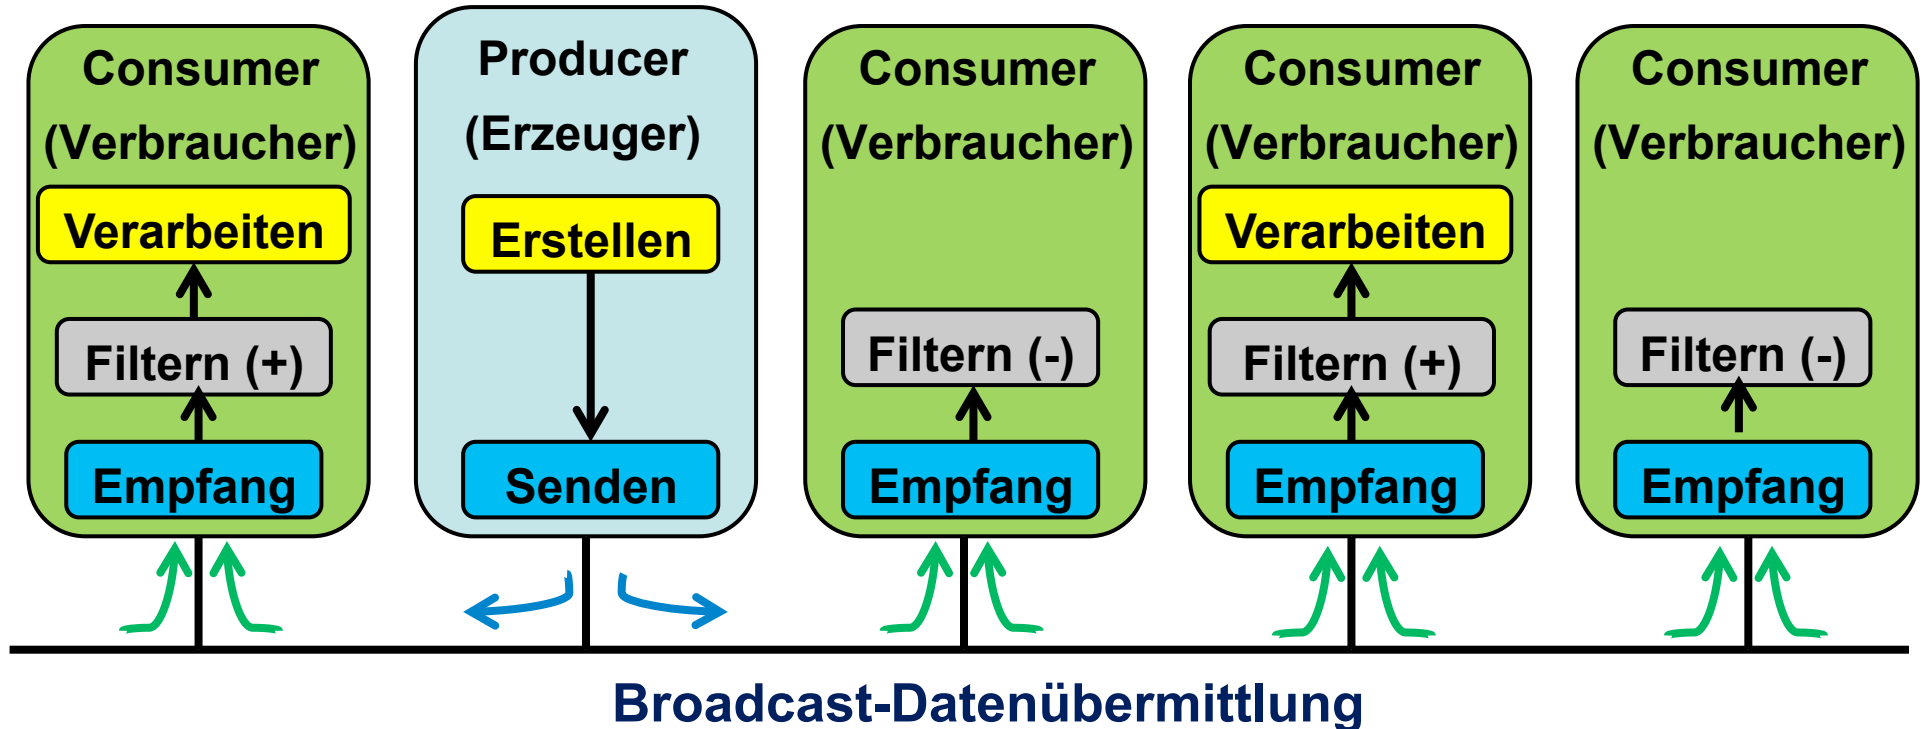 Consumer
(Verbraucher)
Verarbeiten
Filtern (+)
Empfang
Producer
(Erzeuger)
Erstellen
Senden
Consumer
(Verbraucher)
Filtern (-)
Empfang
Consumer
(Verbraucher)
Verarbeiten
Filtern (+)
Empfang
Consumer
(Verbraucher)
Filtern (-)
Empfang
Broadcast-Datenübermittlung